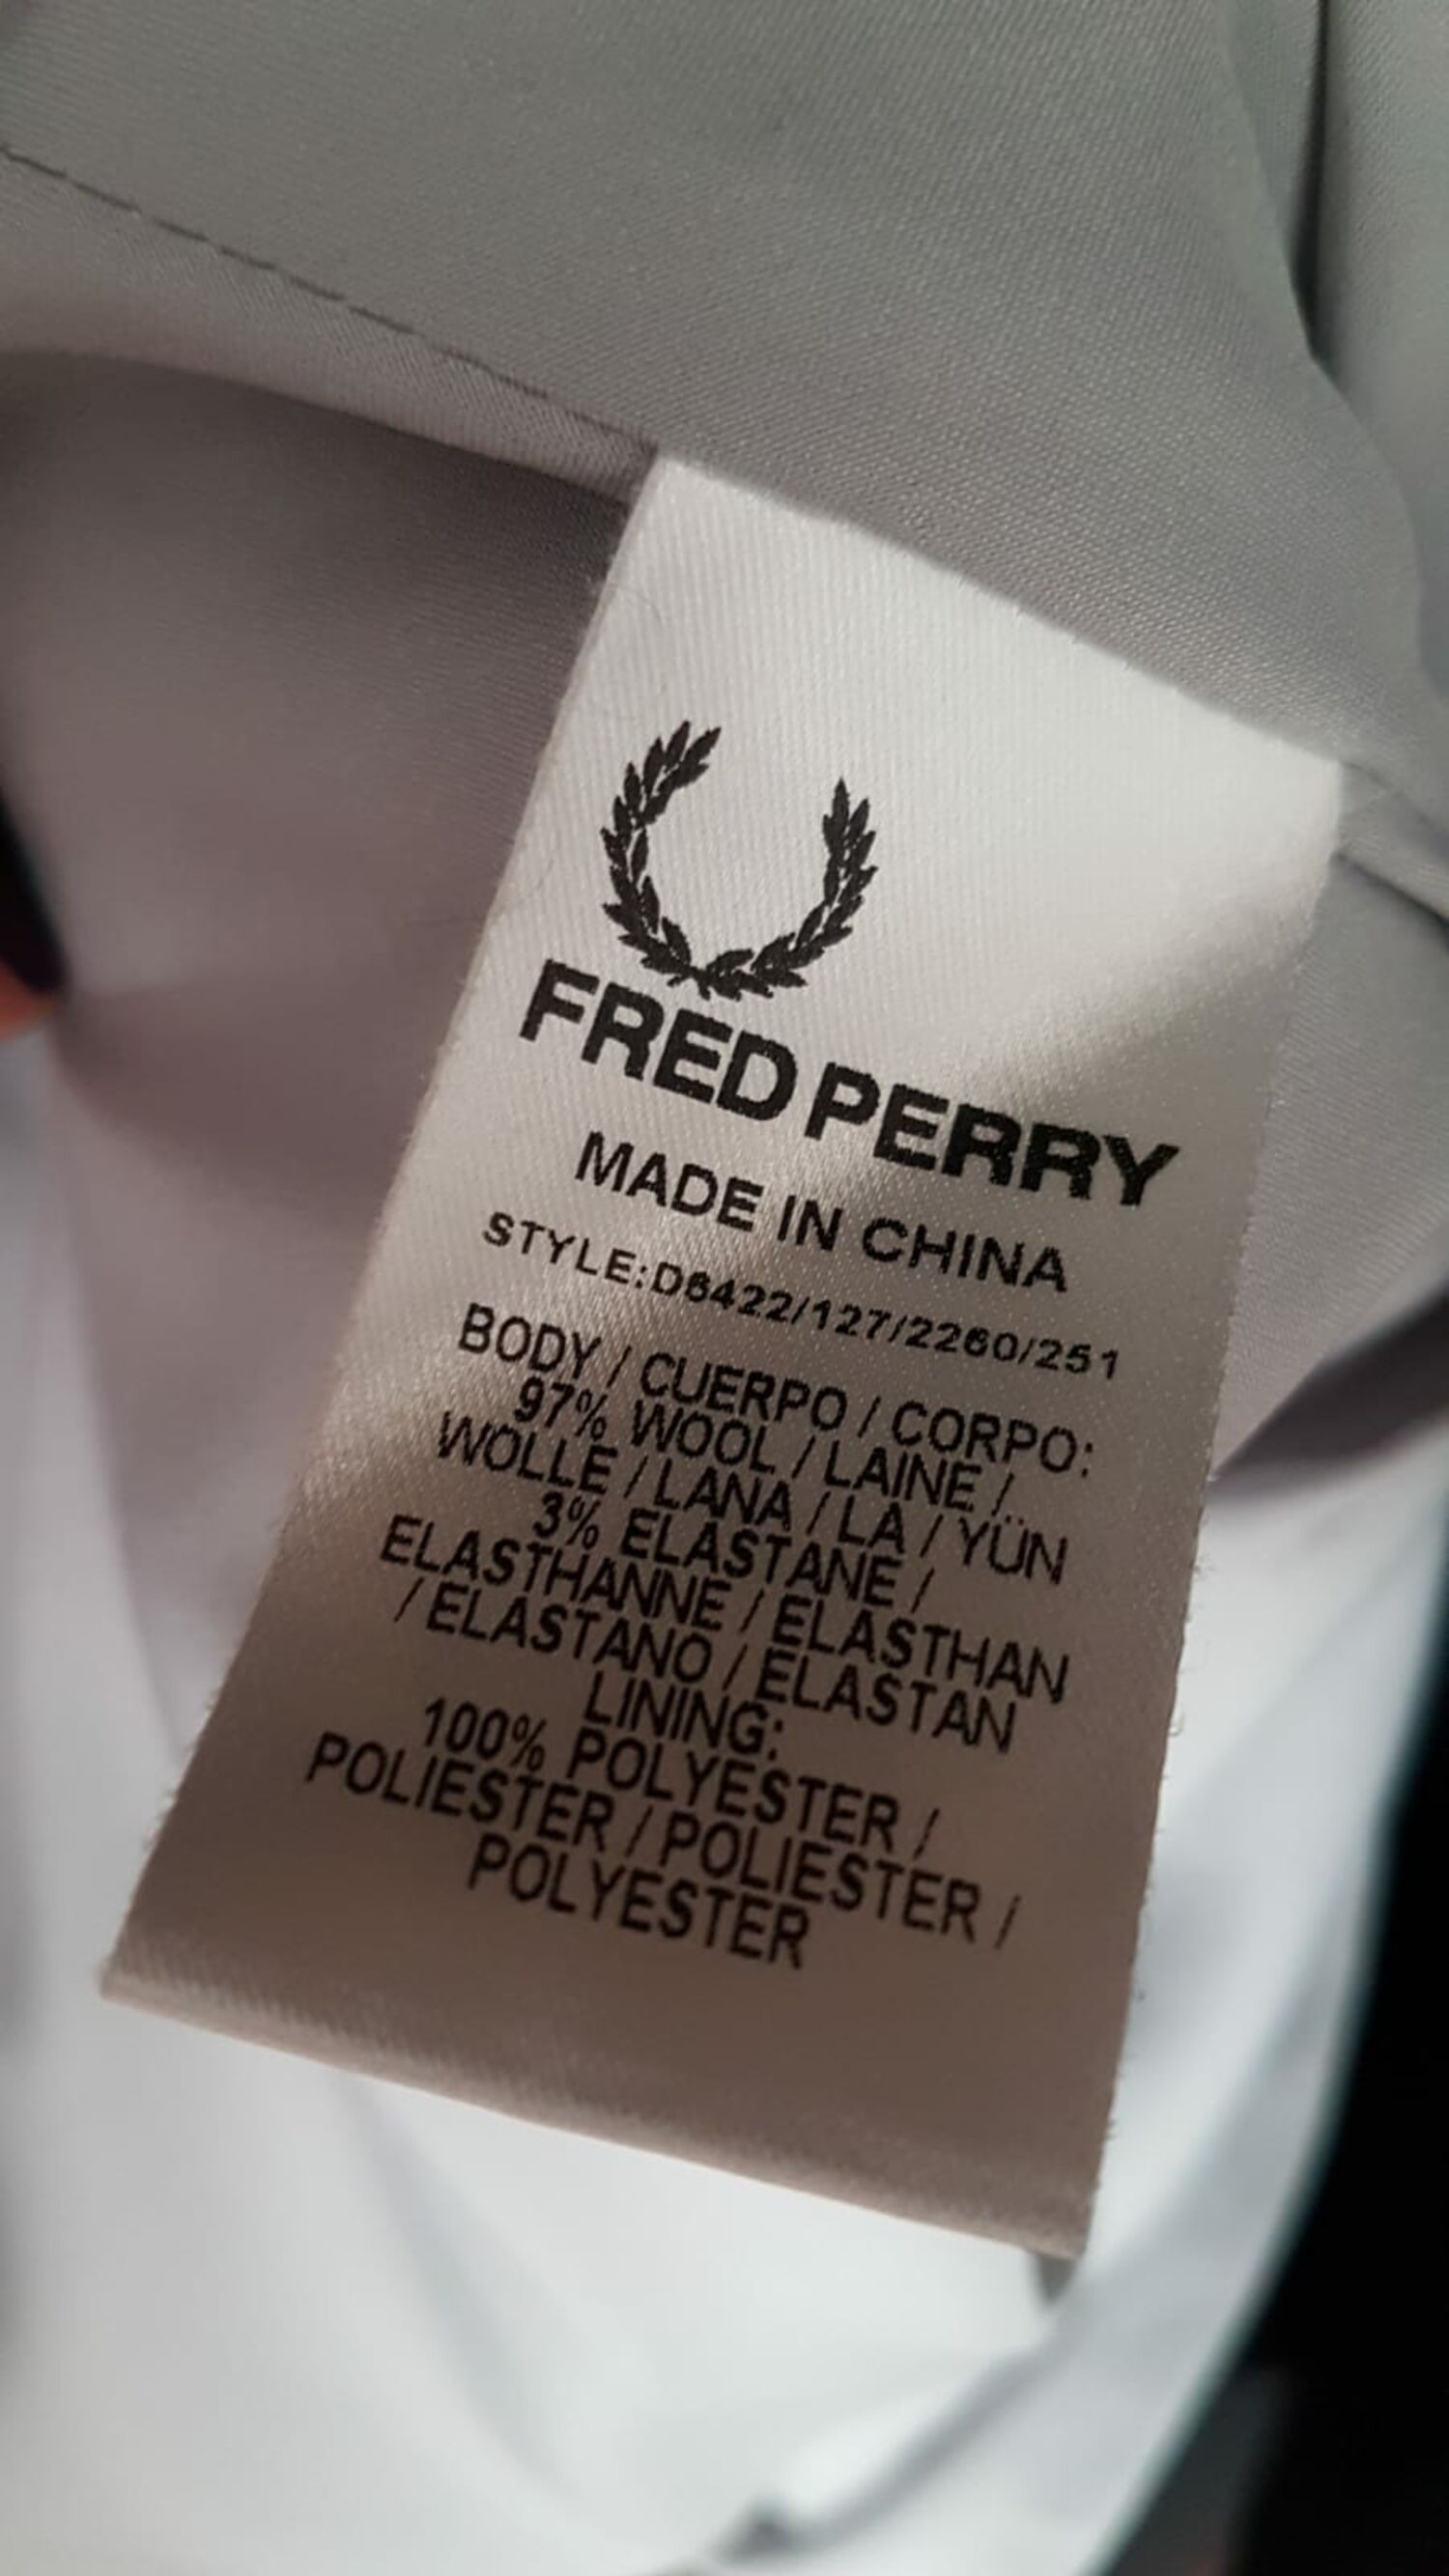 FRED PERRY
MADE IN CHINA
STYLE:D6422/127/2260/251
BODY / CUERPO / CORPO:
97% WOOL / LAINE /
WOLLE / LANA / LA / YÜN
3% ELASTANE /
ELASTHANNE / ELASTHAN
/ ELASTANO / ELASTAN
LINING:
100% POLYESTER /
POLIESTER / POLIESTER /
POLYESTER